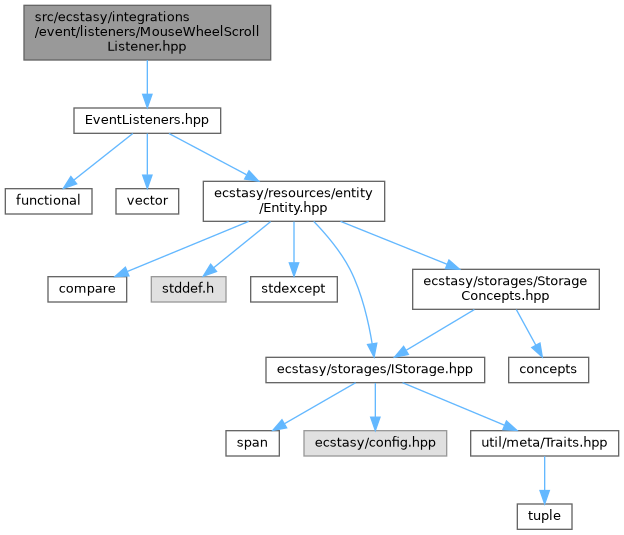 src/ecstasy/integrations
/event/listeners/MouseWheelScroll
Listener.hpp
EventListeners.hpp
functional
vector
ecstasy/resources/entity
/Entity.hpp
compare
stddef.h
stdexcept
ecstasy/storages/Storage
Concepts.hpp
ecstasy/storages/IStorage.hpp
concepts
span
ecstasy/config.hpp
util/meta/Traits.hpp
tuple